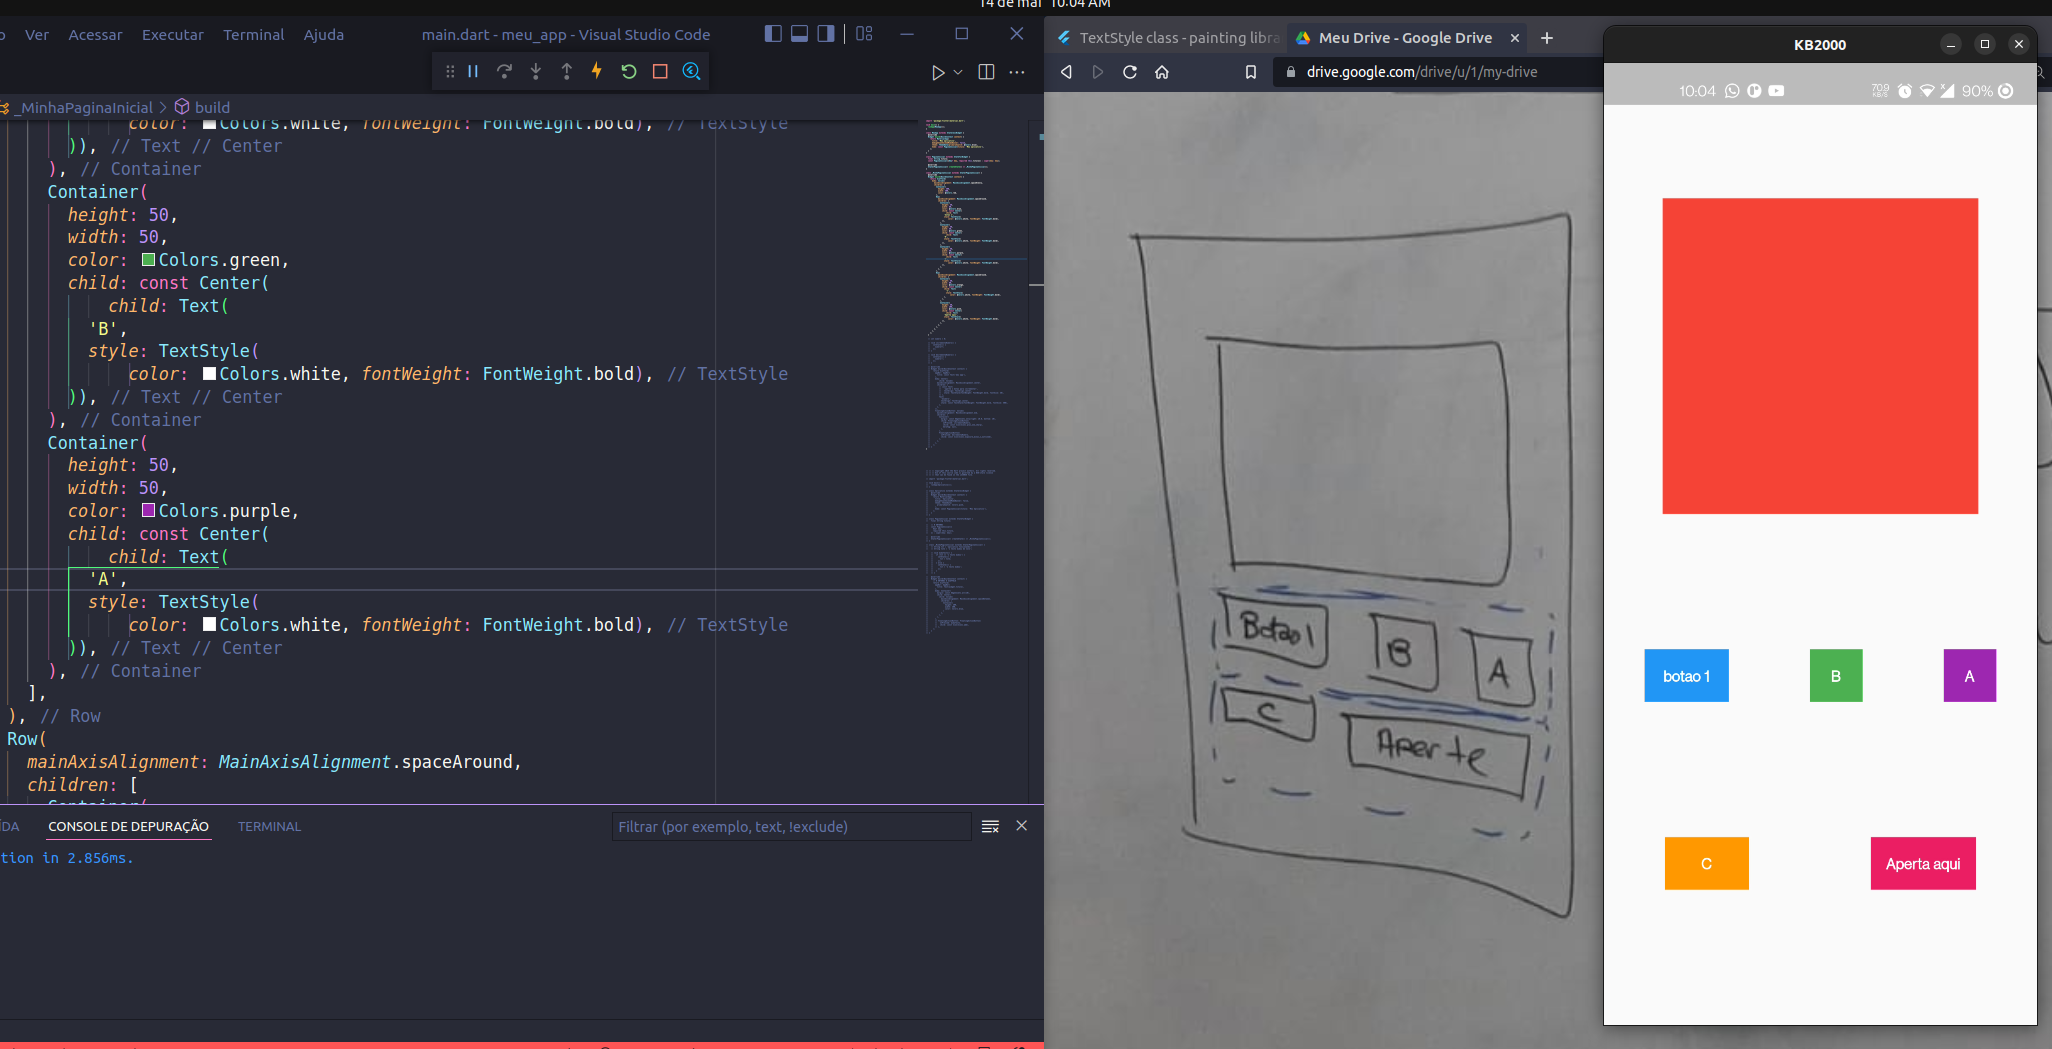 14 de mai 10:04 AM
Ver Acessar Executar Terminal Ajuda
main.dart - meu_app - Visual Studio Code
_MinhaPaginaInicial > build
color: Colors.white, fontWeight: FontWeight.bold), // TextStyle
)), // Text // Center
), // Container
Container(
height: 50,
width: 50,
color: Colors.green,
child: const Center(
child: Text(
'B',
style: TextStyle(
color: Colors.white, fontWeight: FontWeight.bold), // TextStyle
)), // Text // Center
), // Container
Container(
height: 50,
width: 50,
color: Colors.purple,
child: const Center(
child: Text(
'A',
style: TextStyle(
color: Colors.white, fontWeight: FontWeight.bold), // TextStyle
)), // Text // Center
), // Container
],
), // Row
Row(
mainAxisAlignment: MainAxisAlignment.spaceAround,
children: [
Container(
CONSOLE DE DEPURAÇÃO
TERMINAL
Filtrar (por exemplo, text, !exclude)
tion in 2.856ms.
TextStyle class - painting libra
Meu Drive - Google Drive
drive.google.com/drive/u/1/my-drive
Botao 1
B
A
C
Aperte
KB2000
10:04
70.9 KB/S
90%
botao 1
B
A
C
Aperta aqui